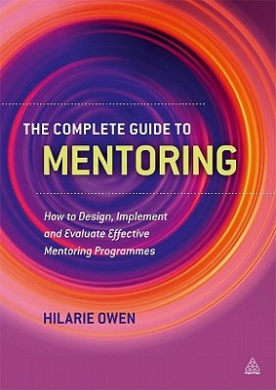 THE COMPLETE GUIDE TO
MENTORING
How to Design, Implement
and Evaluate Effective
Mentoring Programmes
HILARIE OWEN